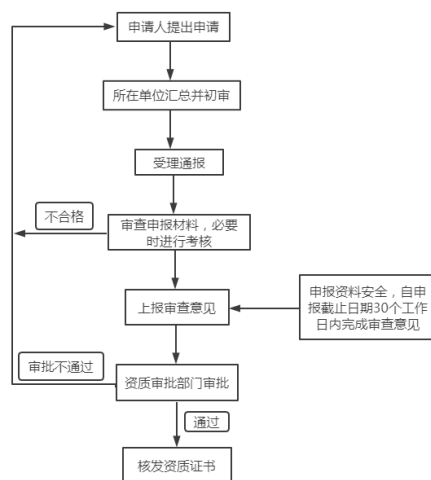 申请人提出申请
所在单位汇总并初审
受理通报
不合格
审查申报材料，必要
时进行考核
上报审查意见
申报资料安全，自申
报截止日期30个工作
日内完成审查意见
审批不通过
资质审批部门审批
通过
核发资质证书